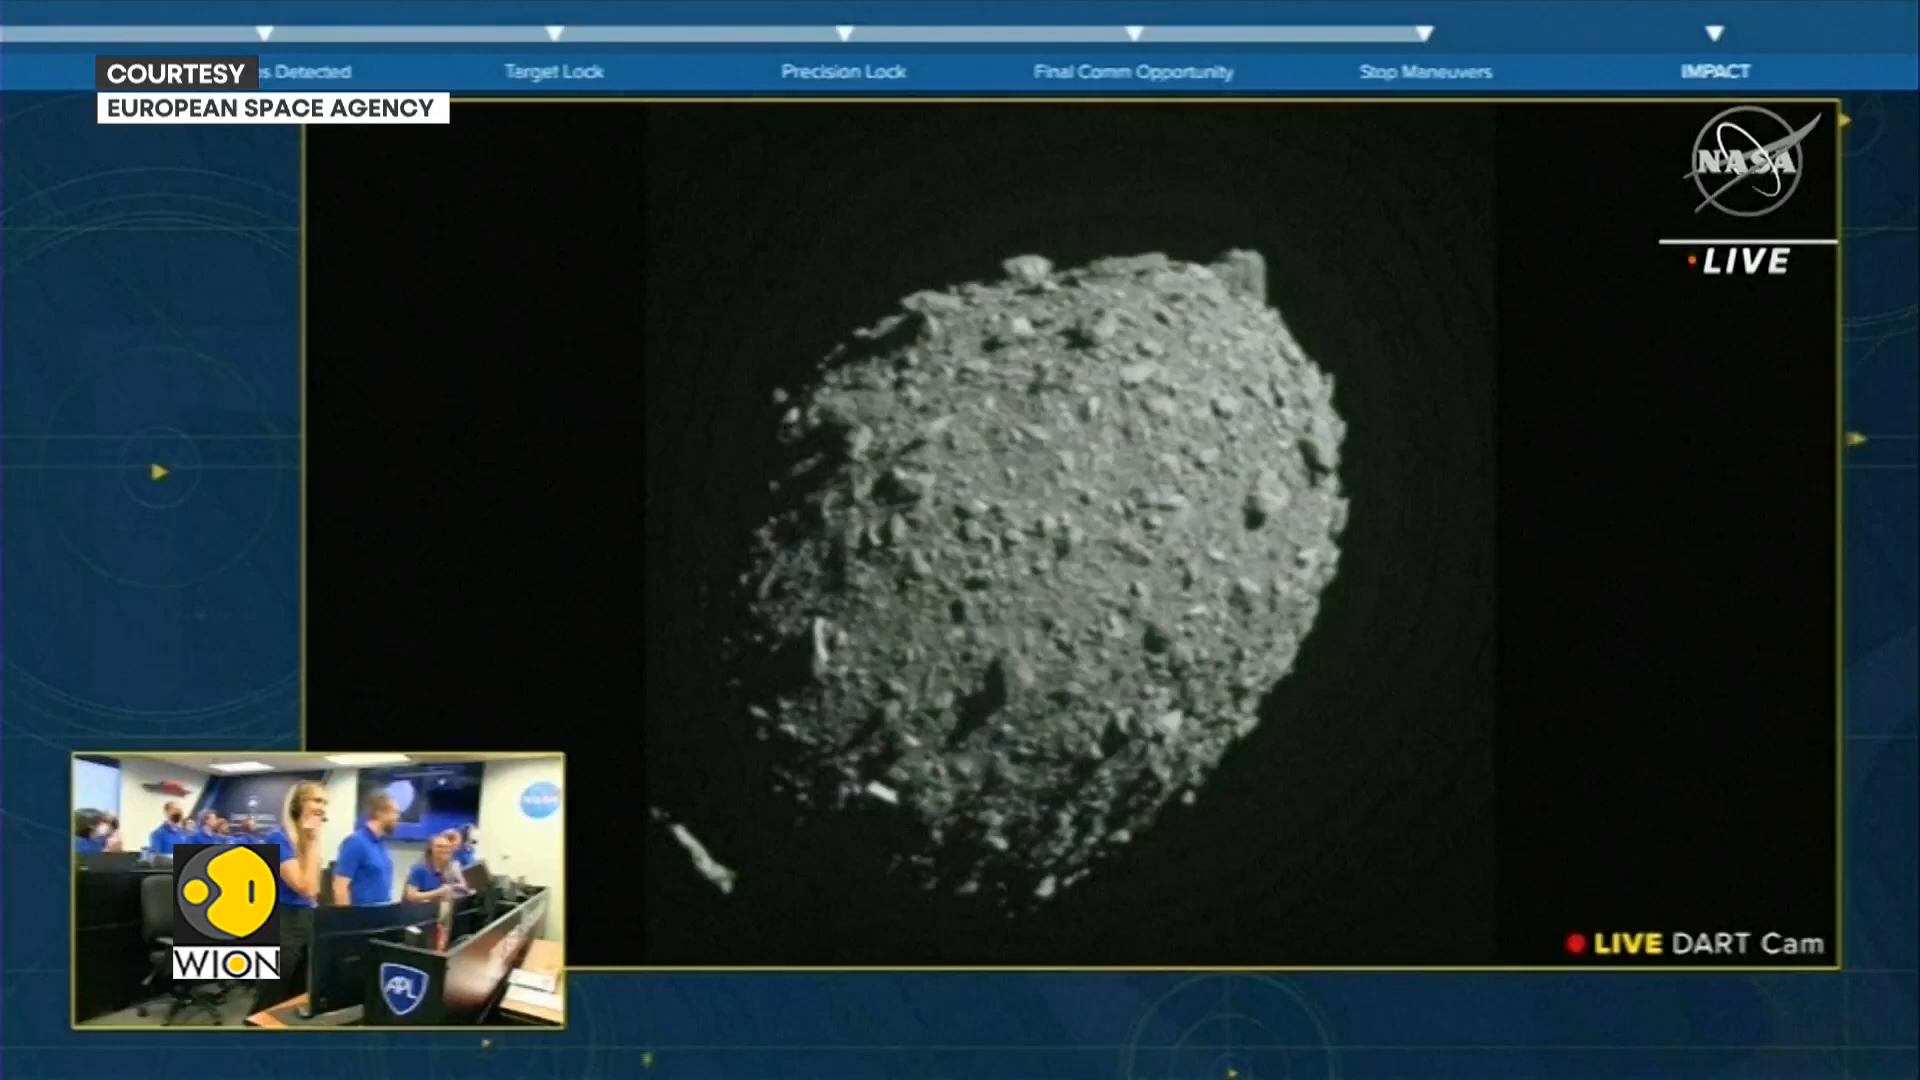 COURTESY
EUROPEAN SPACE AGENCY
s Detected
Target Lock
Precision Lock
Final Comm Opportunity
Stop Maneuvers
IMPACT
NASA
LIVE
NASA
WION
APL
LIVE DART Cam